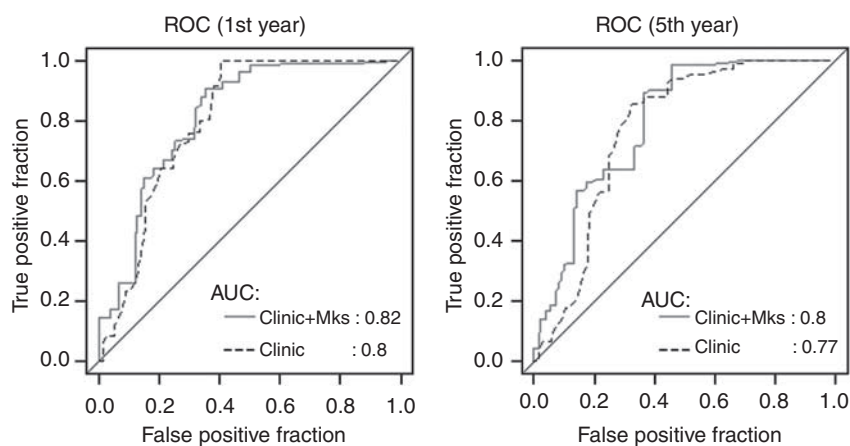 ROC (1st year)
True positive fraction
1.0
0.8
0.6
0.4
0.2
0.0
AUC:
Clinic+Mks : 0.82
Clinic : 0.8
0.0 0.2 0.4 0.6 0.8 1.0
False positive fraction
ROC (5th year)
True positive fraction
1.0
0.8
0.6
0.4
0.2
0.0
AUC:
Clinic+Mks : 0.8
Clinic : 0.77
0.0 0.2 0.4 0.6 0.8 1.0
False positive fraction